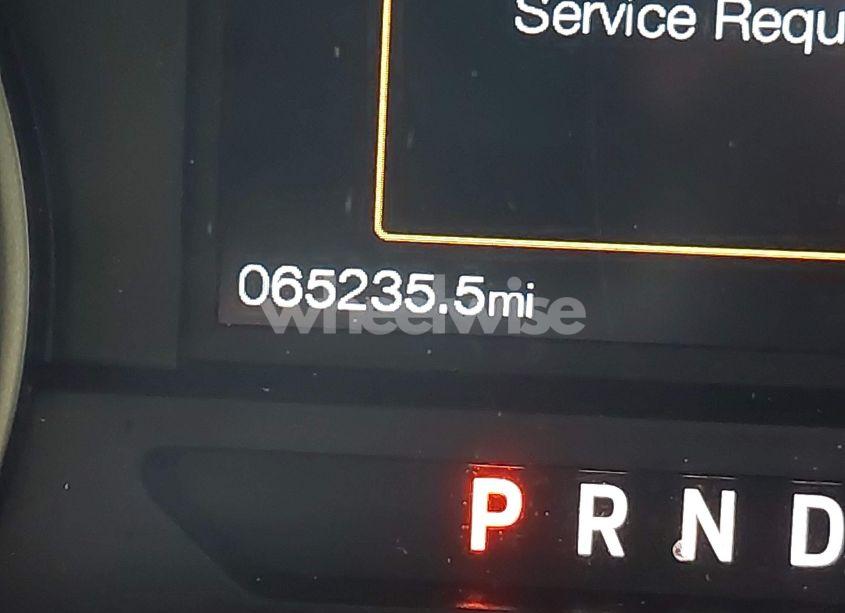 Service Requ
065235.5mi
wheelwise
P R N D